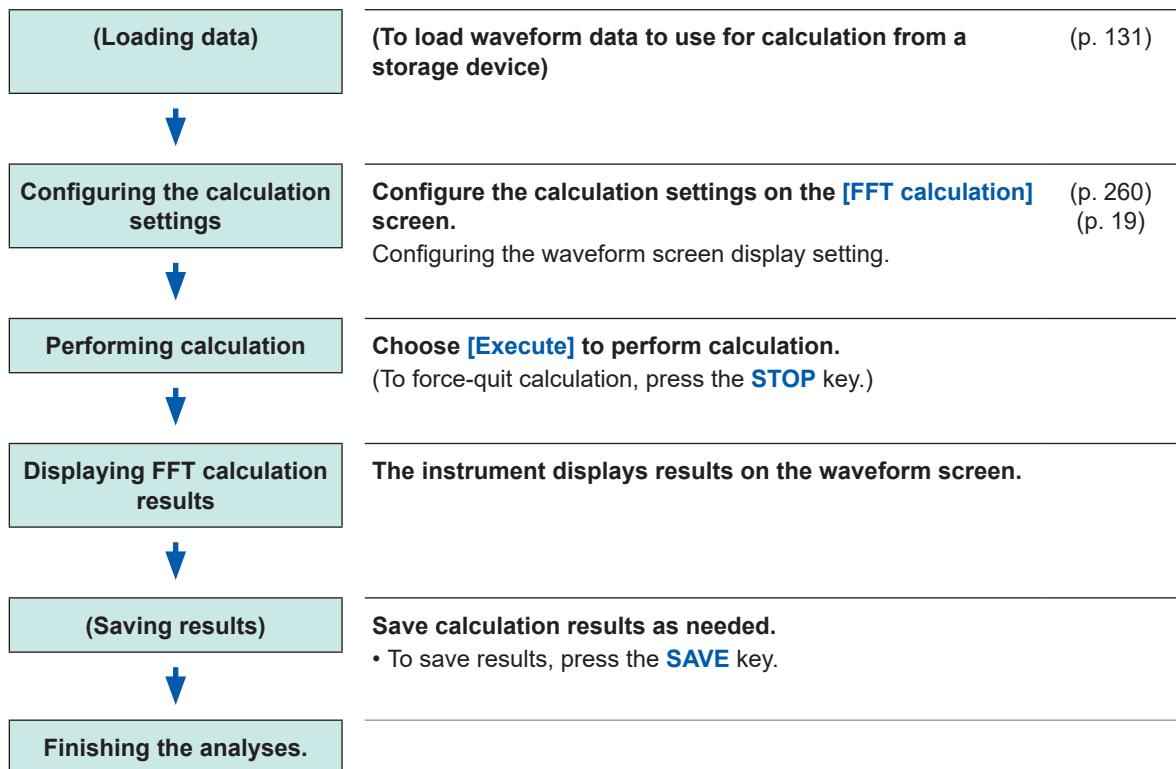 (Loading data)
(To load waveform data to use for calculation from a
storage device)
(p. 131)
Configuring the calculation
settings
Configure the calculation settings on the [FFT calculation]
screen.
Configuring the waveform screen display setting.
(p. 260)
(p. 19)
Performing calculation
Choose [Execute] to perform calculation.
(To force-quit calculation, press the STOP key.)
Displaying FFT calculation
results
The instrument displays results on the waveform screen.
(Saving results)
Save calculation results as needed.
• To save results, press the SAVE key.
Finishing the analyses.